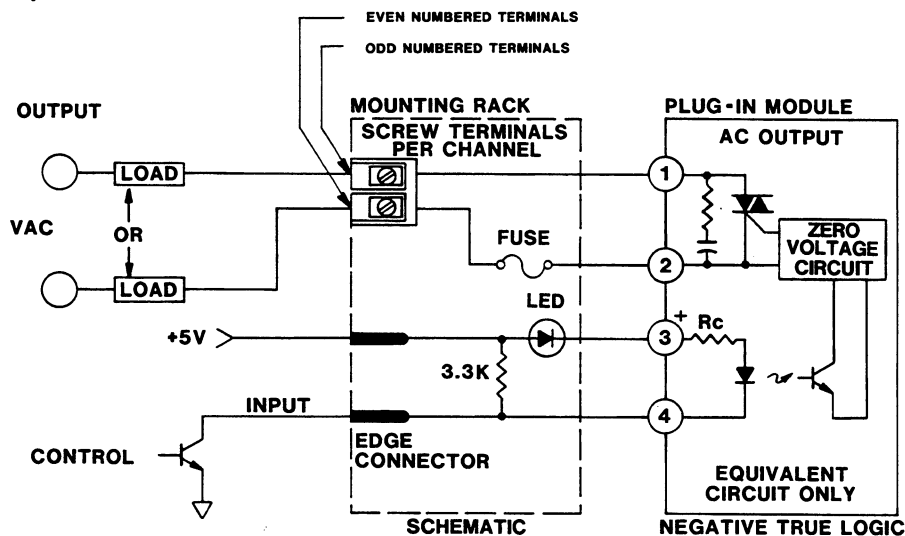 EVEN NUMBERED TERMINALS
ODD NUMBERED TERMINALS
OUTPUT
MOUNTING RACK
PLUG-IN MODULE
SCREW TERMINALS
PER CHANNEL
AC OUTPUT
LOAD
1
VAC
OR
FUSE
ZERO
VOLTAGE
CIRCUIT
2
LOAD
LED
+5V
3
+
Rc
3.3K
INPUT
4
EDGE
CONNECTOR
CONTROL
EQUIVALENT
CIRCUIT ONLY
SCHEMATIC
NEGATIVE TRUE LOGIC